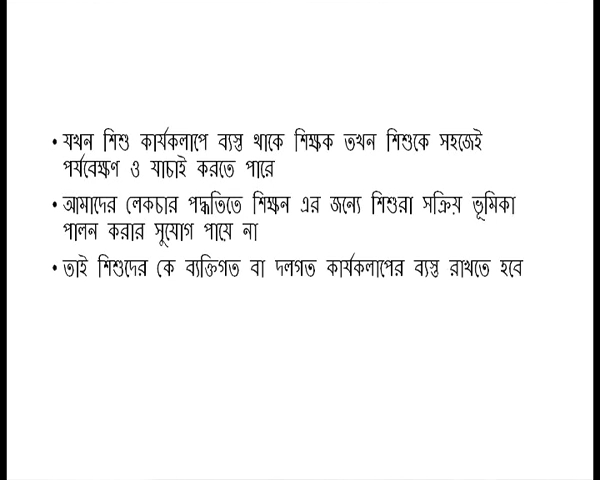 • যখন শিশু কার্যকলাপে ব্যস্ত থাকে শিক্ষক তখন শিশুকে সহজেই
পর্যবেক্ষণ ও যাচাই করতে পারে
• আমাদের লেকচার পদ্ধতিতে শিক্ষন এর জন্যে শিশুরা সক্রিয় ভূমিকা
পালন করার সুযোগ পায়ে না
• তাই শিশুদের কে ব্যক্তিগত বা দলগত কার্যকলাপের ব্যস্ত রাখতে হবে